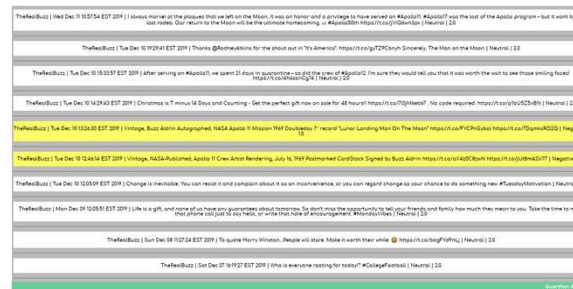 TheRealBuzz | Wed Dec 11 10:57:54 EST 2019 | I always marvel at the plaques that we left on the Moon. It was an honor and a privilege to have served on #Apollo11. #Apollo17 was the last of the Apollo program - but it wont b
last rodeo. Our return to the Moon will be the ultimate homecoming. #Apollo50th | Neutral | 2.0
TheRealBuzz | Tue Dec 10 19:29:41 EST 2019 | Thanks @RodneyAtkins for the shout out in "It's America". Sincerely, The Man on the Moon | Neutral | 2.0
TheRealBuzz | Tue Dec 10 15:33:57 EST 2019 | After serving on #Apollo11, we spent 21 days in quarantine - so did the crew of #Apollo12. I'm sure they would tell you that it was worth the wait to see those smiling faces!
| Neutral | 2.0
TheRealBuzz | Tue Dec 10 14:29:43 EST 2019 | Christmas is T minus 14 Days and Counting - Get the perfect gift now on sale for 48 hours! No code required. | Neutral | 2.
TheRealBuzz | Tue Dec 10 13:26:30 EST 2019 | Vintage, Buzz Aldrin Autographed, NASA Apollo 11 Mission 1969 Doubleday 7" record "Lunar Landing Man On The Moon" | Neg
1.0
TheRealBuzz | Tue Dec 10 12:46:14 EST 2019 | Vintage, NASA-Published, Apollo 11 Crew Artist Rendering, July 16, 1969 Postmarked CardStock Signed by Buzz Aldrin | Negative
TheRealBuzz | Tue Dec 10 12:05:09 EST 2019 | Change is inevitable. You can resist it and complain about it as an inconvenience, or you can regard change as your chance to do something new. #TuesdayMotivation | Neutra
TheRealBuzz | Mon Dec 09 12:05:51 EST 2019 | Life is a gift, and none of us have any guarantees about tomorrow. So don't miss the opportunity to tell your friends and family how much they mean to you. Take the time to m
that phone call just to say hello, or write that note of encouragement. #MondayVibes | Neutral | 2.0
TheRealBuzz | Sun Dec 08 11:27:24 EST 2019 | To quote Harry Winston...People will stare. Make it worth their while. 😀 | Neutral | 2.0
TheRealBuzz | Sat Dec 07 16:19:27 EST 2019 | Who is everyone rooting for today!? #CollegeFootball | Neutral | 2.0